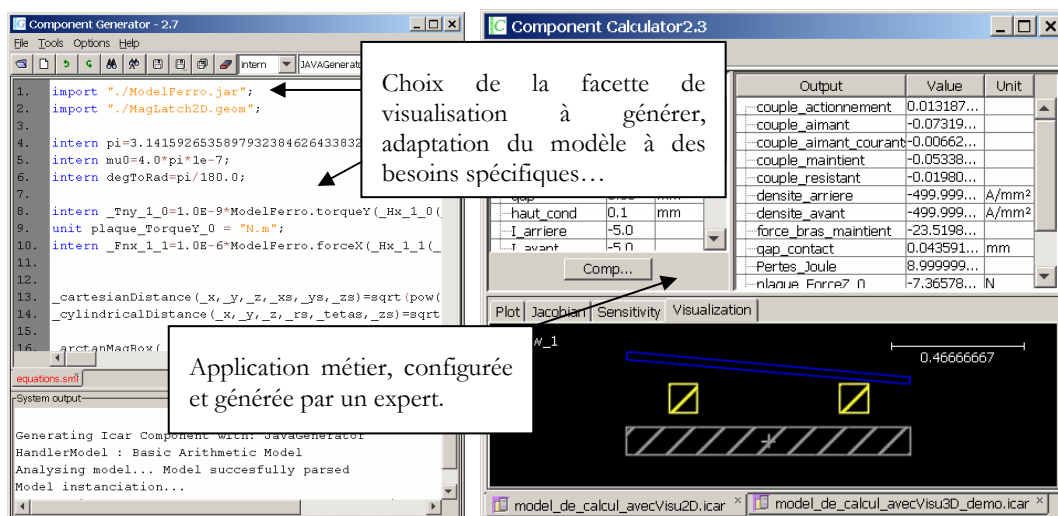 Component Generator - 2.7
File Tools Options Help
intern JAVAGenerato
1. import "./ModelFerro.jar";
2. import "./MagLatch2D.geom";
3.
4. intern pi=3.1415926535897932384626433832
5. intern mu0=4.0*pi*1e-7;
6. intern degToRad=pi/180.0;
7.
8. intern _Tny_1_0=1.0E-9*ModelFerro.torqueY(_Hx_1_0(
9. unit plaque_TorqueY_0 = "N.m";
10. intern _Fnx_1_1=1.0E-6*ModelFerro.forceX(_Hx_1_1(_
11.
12.
13. _cartesianDistance(_x,_y,_z,_xs,_ys,_zs)=sqrt(pow(
14. _cylindricalDistance(_x,_y,_z,_rs,_tetas,_zs)=sqrt
15.
16. _arctanMagBox(
equations.sml
System output
Generating Icar Component with: JavaGenerator
HandlerModel : Basic Arithmetic Model
Analysing model... Model succesfully parsed
Model instanciation...
Choix de la facette de
visualisation à générer,
adaptation du modèle à des
besoins spécifiques…
Application métier, configurée
et générée par un expert.
Component Calculator2.3
haut_cond 0.1 mm
I_arriere -5.0
I_avant -5.0
Comp...
Output Value Unit
couple_actionnement 0.013187...
couple_aimant -0.07319...
couple_aimant_courant -0.00662...
couple_maintient -0.05338...
couple_resistant -0.01980...
densite_arriere -499.999... A/mm²
densite_avant -499.999... A/mm²
force_bras_maintient -23.5198...
gap_contact 0.043591... mm
Pertes_Joule 8.999999...
plaque_ForceZ_0 -7.36578... N
Plot Jacobian Sensitivity Visualization
w_1
0.46666667
model_de_calcul_avecVisu2D.icar × model_de_calcul_avecVisu3D_demo.icar ×